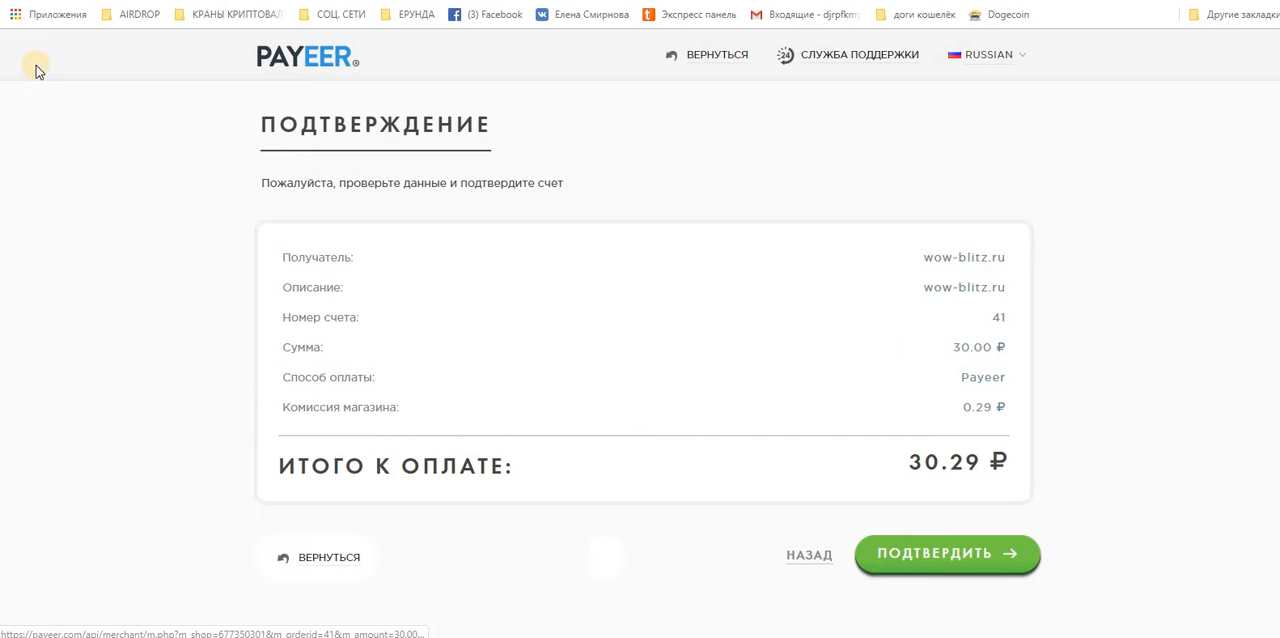 Приложения AIRDROP КРАНЫ КРИПТОВАЛ СОЦ. СЕТИ ЕРУНДА (3) Facebook Елена Смирнова Экспресс панель Входящие - djrpfkmy доги кошелёк Dogecoin Другие закладки
PAYEER® ВЕРНУТЬСЯ 24 СЛУЖБА ПОДДЕРЖКИ RUSSIAN
ПОДТВЕРЖДЕНИЕ
Пожалуйста, проверьте данные и подтвердите счет
Получатель: wow-blitz.ru
Описание: wow-blitz.ru
Номер счета: 41
Сумма: 30.00 ₽
Способ оплаты: Payeer
Комиссия магазина: 0.29 ₽
ИТОГО К ОПЛАТЕ: 30.29 ₽
ВЕРНУТЬСЯ НАЗАД ПОДТВЕРДИТЬ →
https://payeer.com/api/merchant/m.php?m_shop=677350301&m_orderid=41&m_amount=30.00...